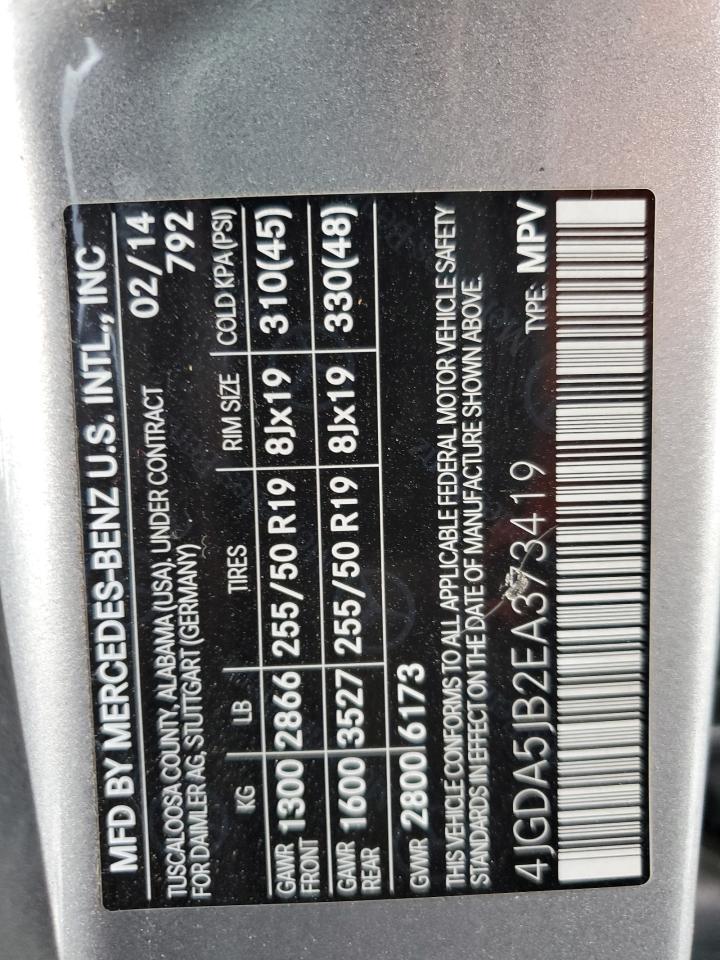 MFD BY MERCEDES-BENZ U.S. INTL., INC
TUSCALOOSA COUNTY, ALABAMA (USA), UNDER CONTRACT 02/14
FOR DAIMLER AG, STUTTGART (GERMANY) 792
KG LB TIRES RIM SIZE COLD KPA (PSI)
GAWR FRONT 1300 2866 255/50 R19 8Jx19 310(45)
GAWR REAR 1600 3527 255/50 R19 8Jx19 330(48)
GVWR 2800 6173
THIS VEHICLE CONFORMS TO ALL APPLICABLE FEDERAL MOTOR VEHICLE SAFETY
STANDARDS IN EFFECT ON THE DATE OF MANUFACTURE SHOWN ABOVE.
4JGDA5JB2EA373419 TYPE: MPV